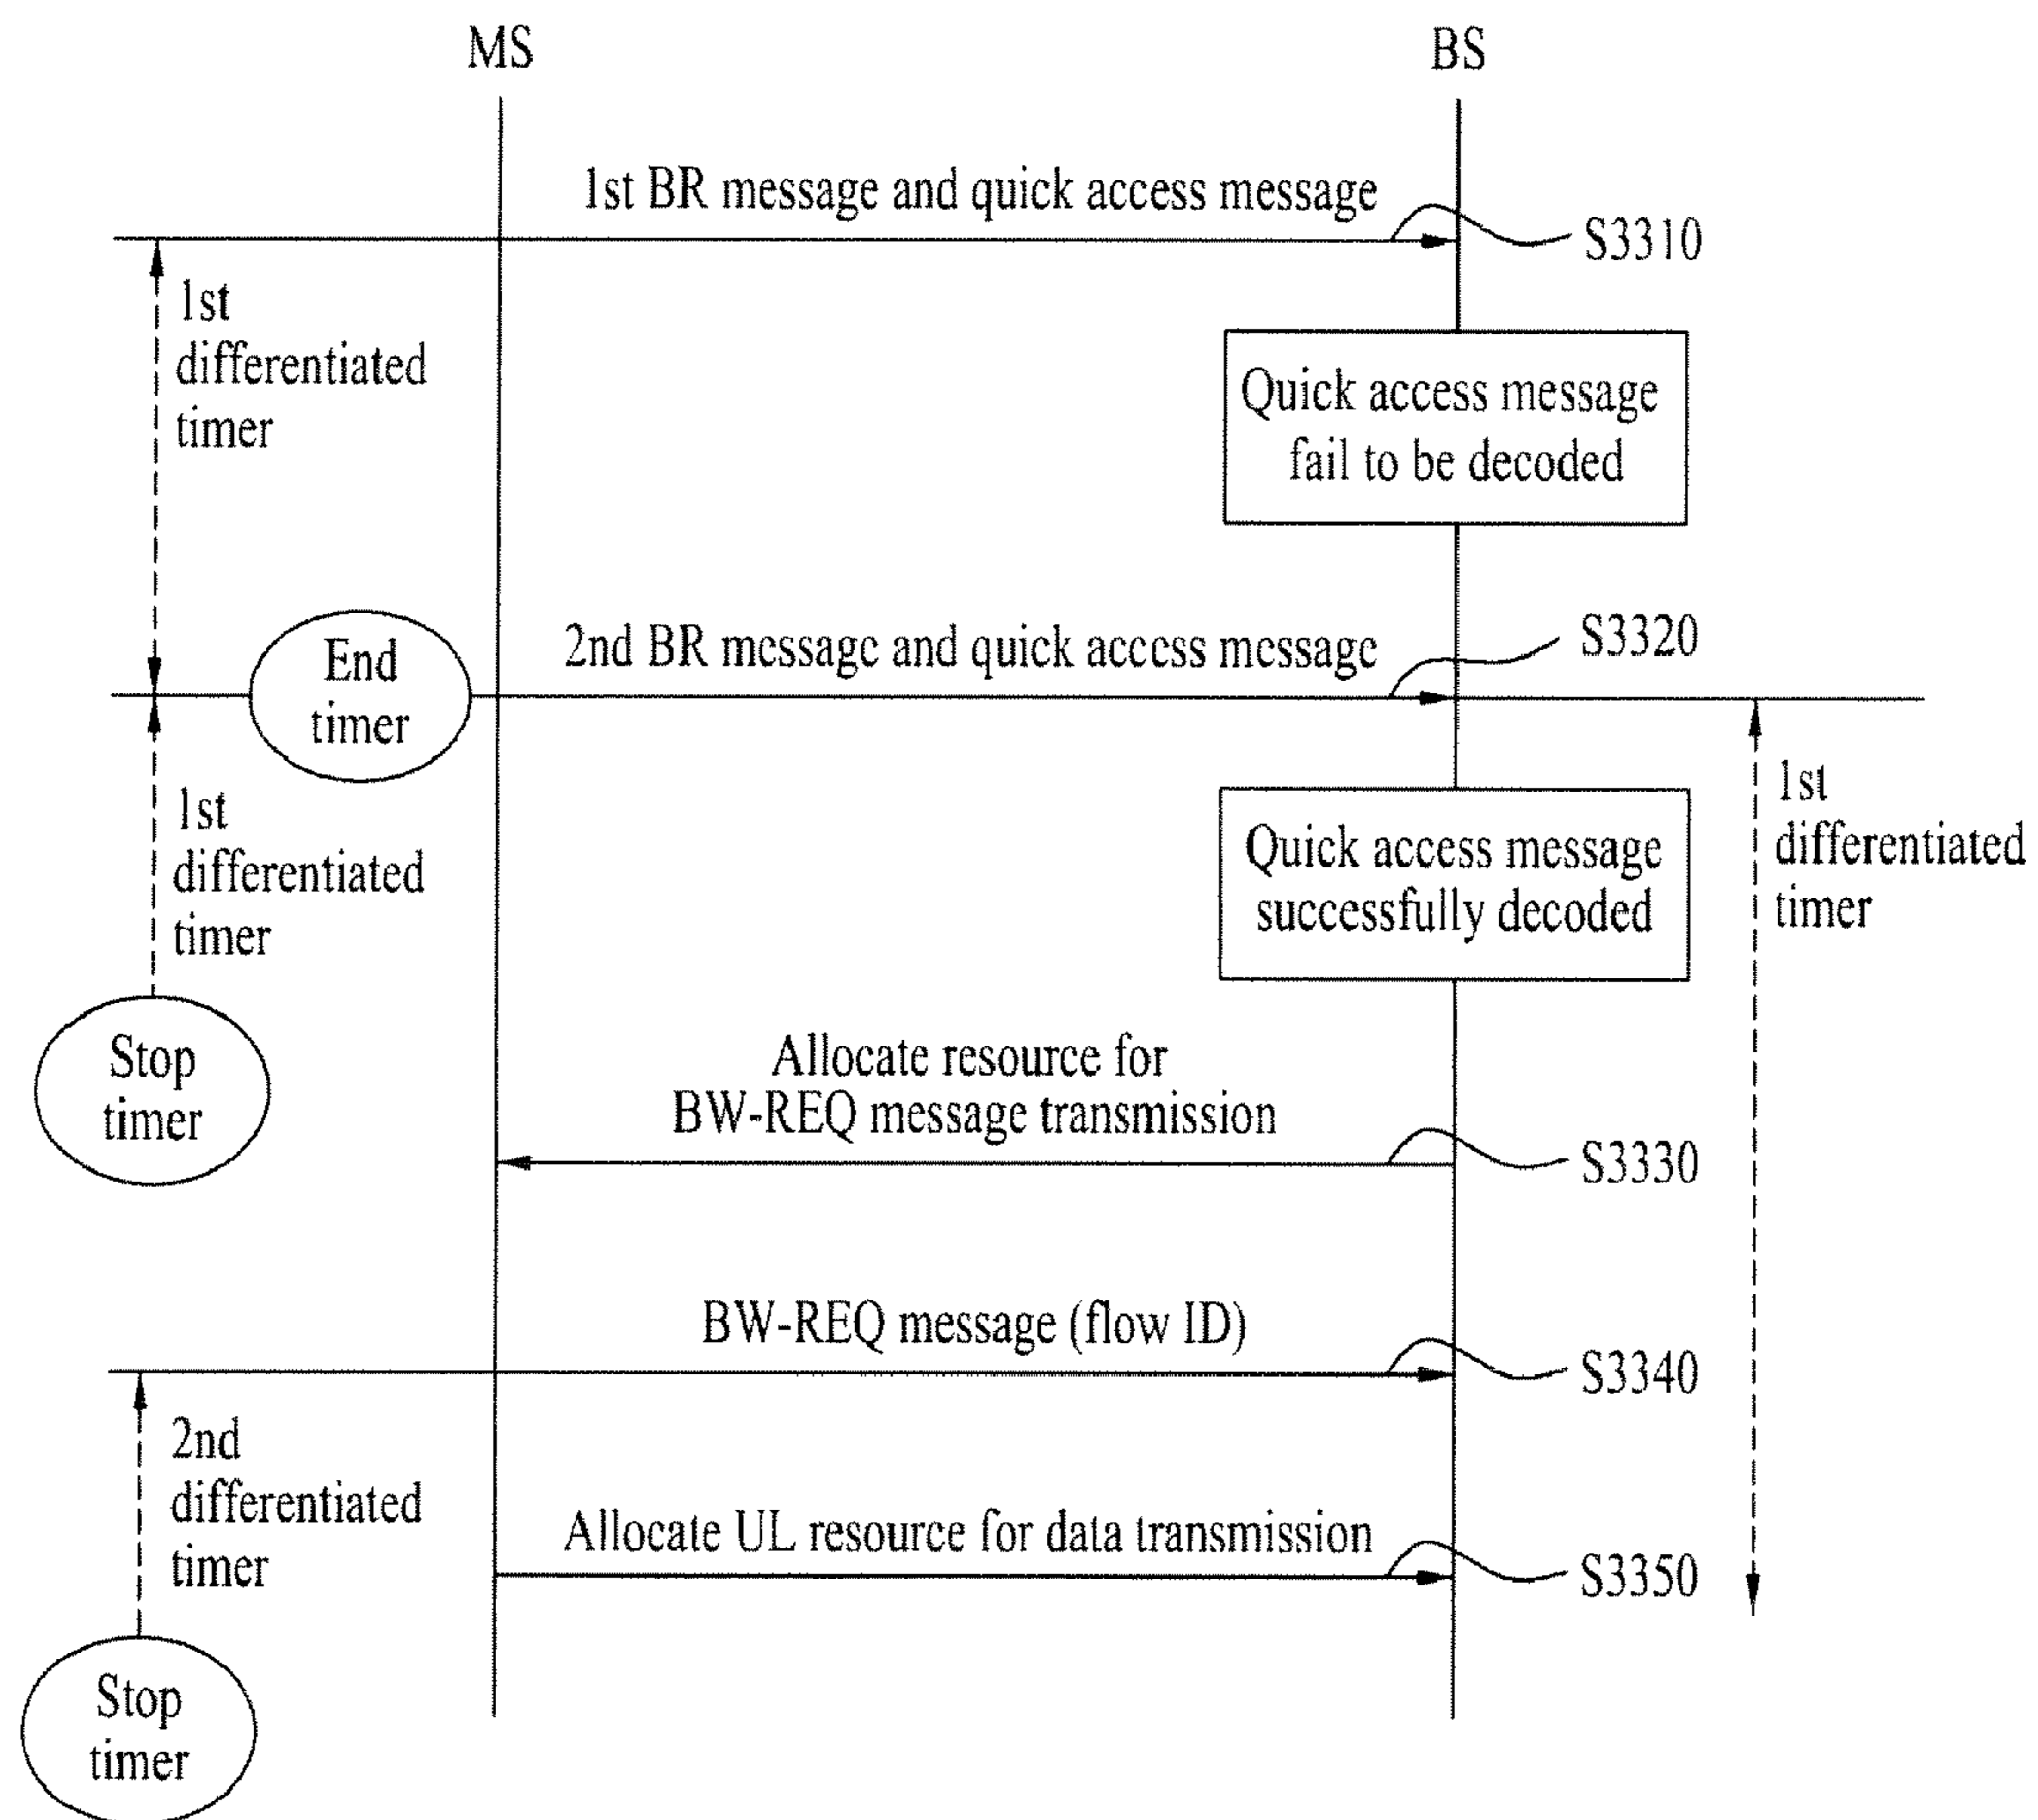 MS
BS
1st BR message and quick access message
S3310
1st
differentiated
timer
Quick access message
fail to be decoded
End
timer
2nd BR message and quick access message
S3320
1st
differentiated
timer
Quick access message
successfully decoded
1st
differentiated
timer
Stop
timer
Allocate resource for
BW-REQ message transmission
S3330
BW-REQ message (flow ID)
S3340
2nd
differentiated
timer
Allocate UL resource for data transmission
S3350
Stop
timer